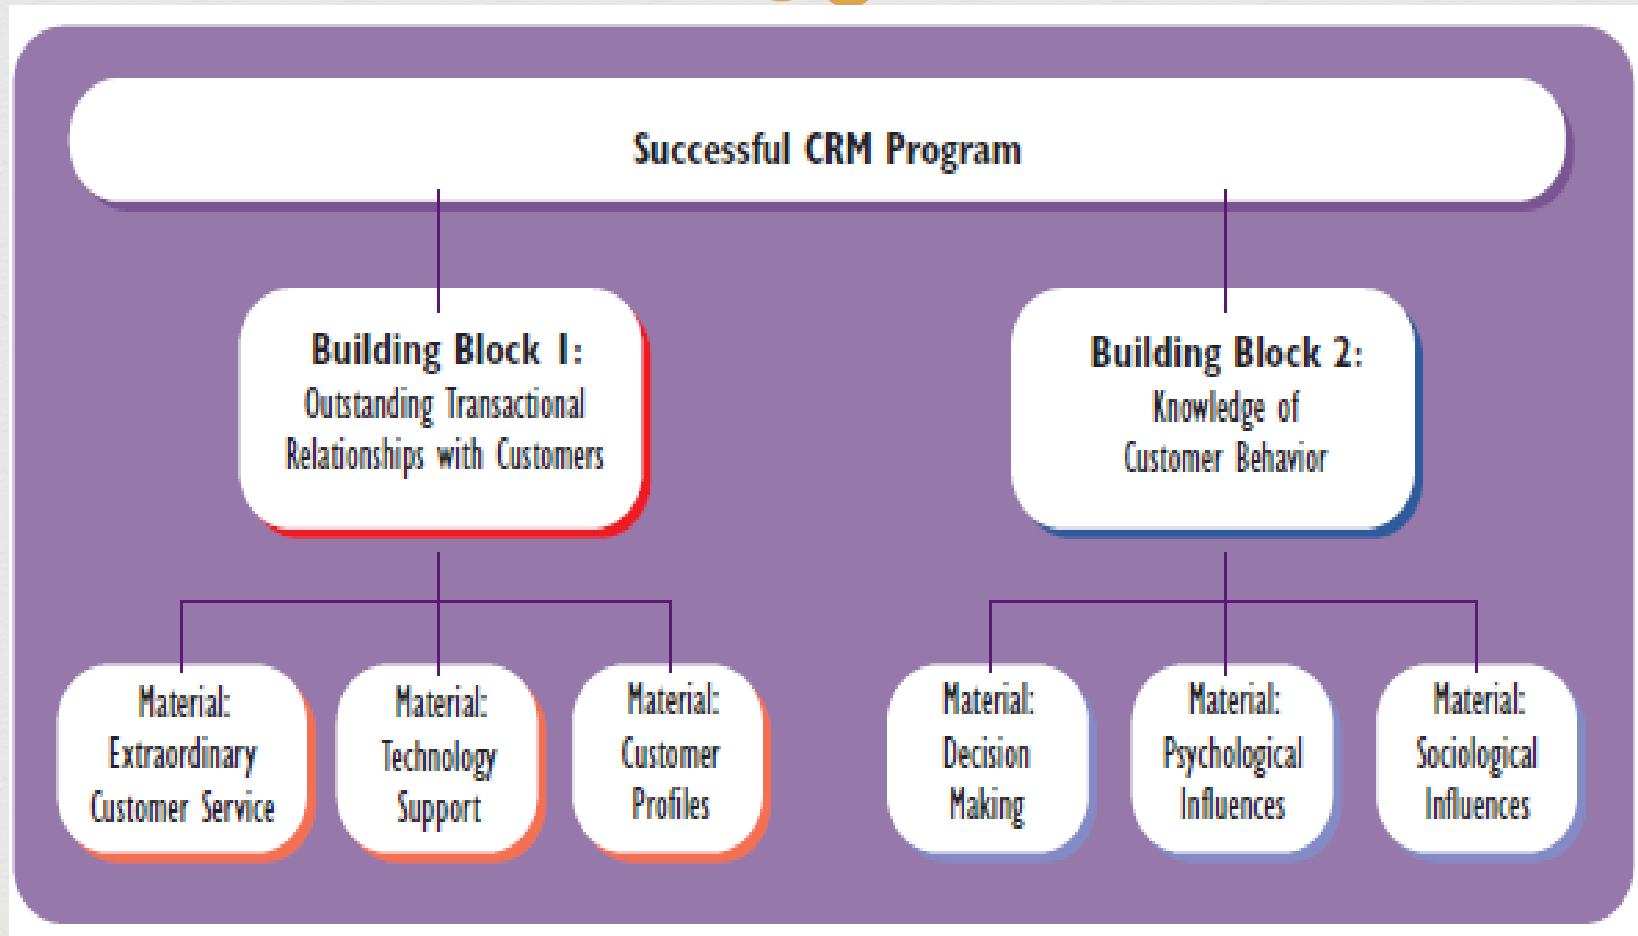 Successful CRM Program
Building Block 1:
Outstanding Transactional
Relationships with Customers
Building Block 2:
Knowledge of
Customer Behavior
Material:
Extraordinary
Customer Service
Material:
Technology
Support
Material:
Customer
Profiles
Material:
Decision
Making
Material:
Psychological
Influences
Material:
Sociological
Influences